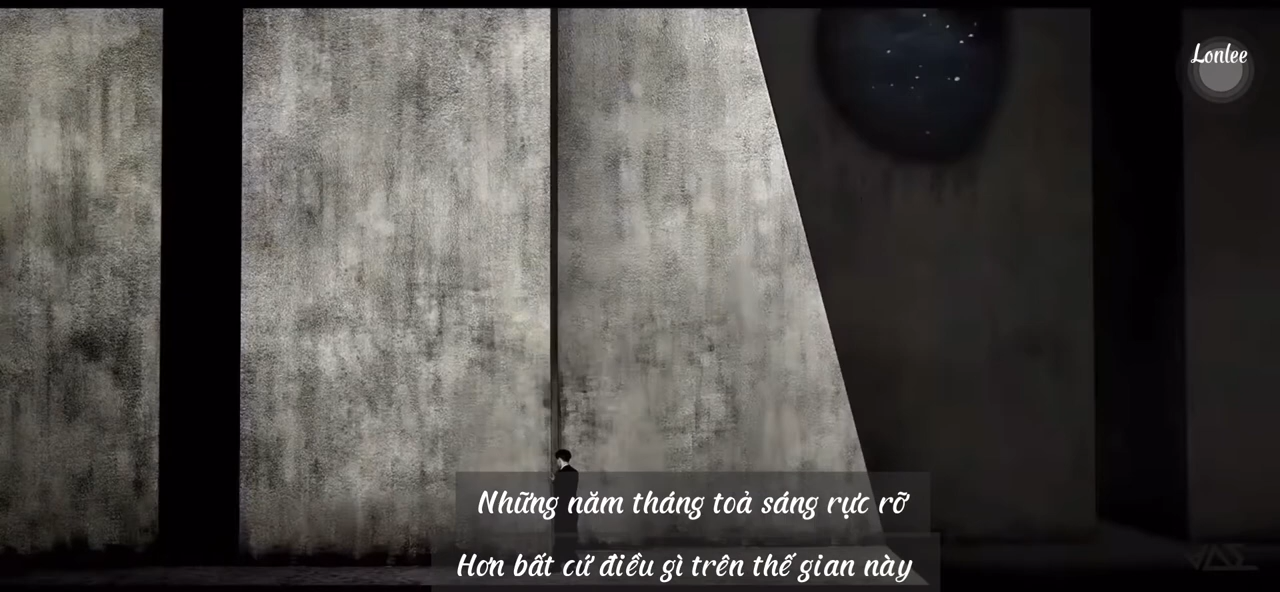 Lonlee
Những năm tháng toả sáng rực rỡ
Hơn bất cứ điều gì trên thế gian này